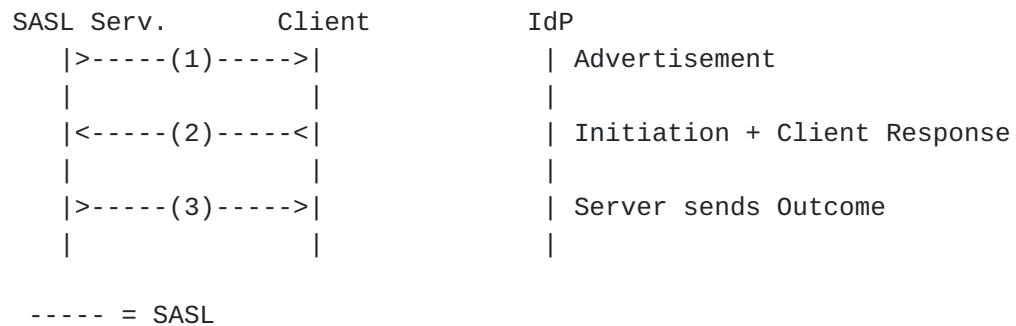 SASL Serv.       Client          IdP
   |>-----(1)----->|              | Advertisement
   |               |              |
   |<-----(2)-----<|              | Initiation + Client Response
   |               |              |
   |>-----(3)----->|              | Server sends Outcome
   |               |              |
 ----- = SASL